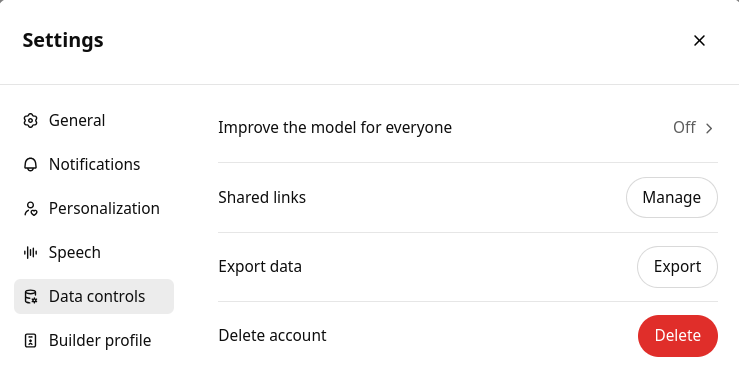 Settings
General
Notifications
Personalization
Speech
Data controls
Builder profile
Improve the model for everyone Off
Shared links Manage
Export data Export
Delete account Delete